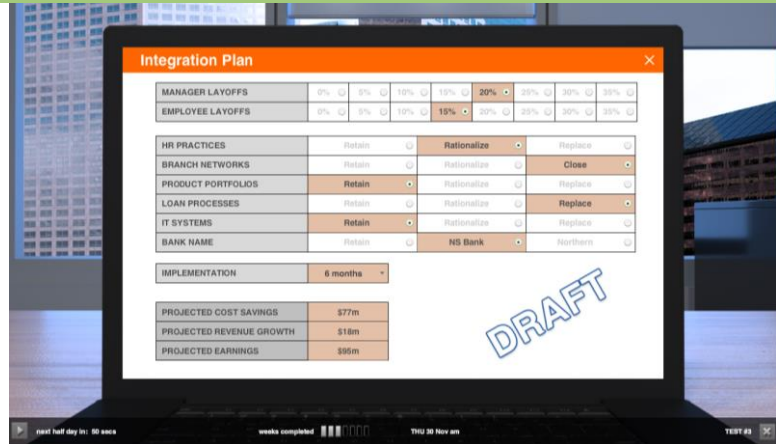 Integration Plan ×
MANAGER LAYOFFS 0% 5% 10% 15% 20% 25% 30% 35%
EMPLOYEE LAYOFFS 0% 5% 10% 15% 20% 25% 30% 35%
HR PRACTICES Retain Rationalize Replace
BRANCH NETWORKS Retain Rationalize Close
PRODUCT PORTFOLIOS Retain Rationalize Replace
LOAN PROCESSES Retain Rationalize Replace
IT SYSTEMS Retain Rationalize Replace
BANK NAME Retain NS Bank Northern
IMPLEMENTATION 6 months
DRAFT
PROJECTED COST SAVINGS $77m
PROJECTED REVENUE GROWTH $18m
PROJECTED EARNINGS $95m
next half day in: 50 secs weeks completed THU 30 Nov am TEST #3